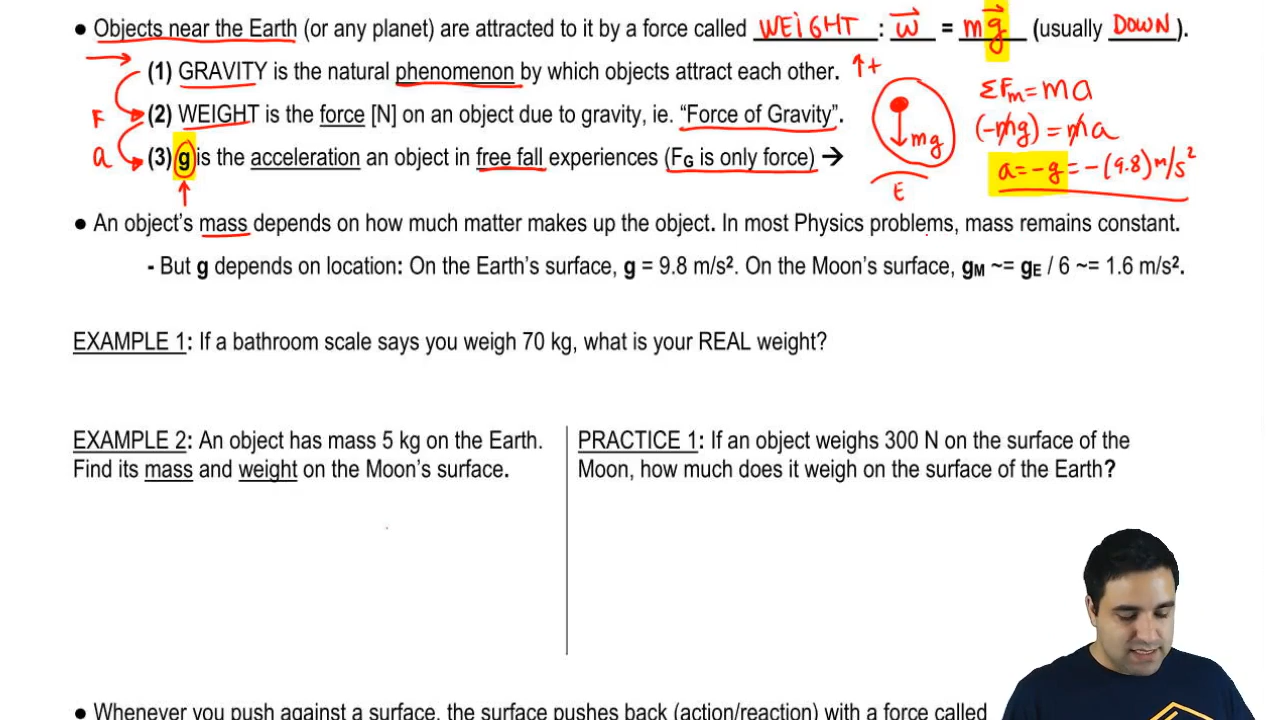 ● Objects near the Earth (or any planet) are attracted to it by a force called WEIGHT : w = mg (usually DOWN ).
(1) GRAVITY is the natural phenomenon by which objects attract each other. ↑+
F (2) WEIGHT is the force [N] on an object due to gravity, ie. “Force of Gravity”.
a (3) g is the acceleration an object in free fall experiences (FG is only force) →
mg
E
ΣFm = ma
(-mg) = ma
a = -g = -(9.8) m/s²
● An object’s mass depends on how much matter makes up the object. In most Physics problems, mass remains constant.
- But g depends on location: On the Earth’s surface, g = 9.8 m/s². On the Moon’s surface, gM ~= gE / 6 ~= 1.6 m/s².
EXAMPLE 1: If a bathroom scale says you weigh 70 kg, what is your REAL weight?
EXAMPLE 2: An object has mass 5 kg on the Earth.
Find its mass and weight on the Moon’s surface.
PRACTICE 1: If an object weighs 300 N on the surface of the
Moon, how much does it weigh on the surface of the Earth?
● Whenever you push against a surface, the surface pushes back (action/reaction) with a force called